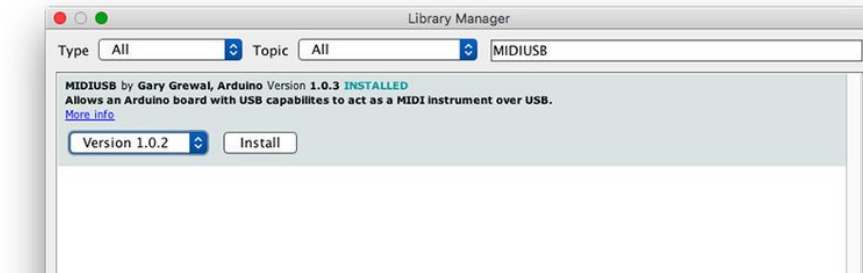 Library Manager
Type All Topic All MIDIUSB
MIDIUSB by Gary Grewal, Arduino Version 1.0.3 INSTALLED
Allows an Arduino board with USB capabilites to act as a MIDI instrument over USB.
More info
Version 1.0.2 Install